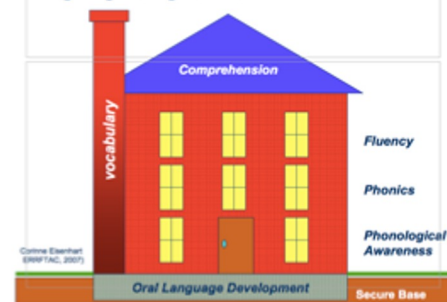 Comprehension
vocabulary
Fluency
Phonics
Phonological
Awareness
Corinne Eisenhart
ERRFTAC, 2007)
Oral Language Development
Secure Base